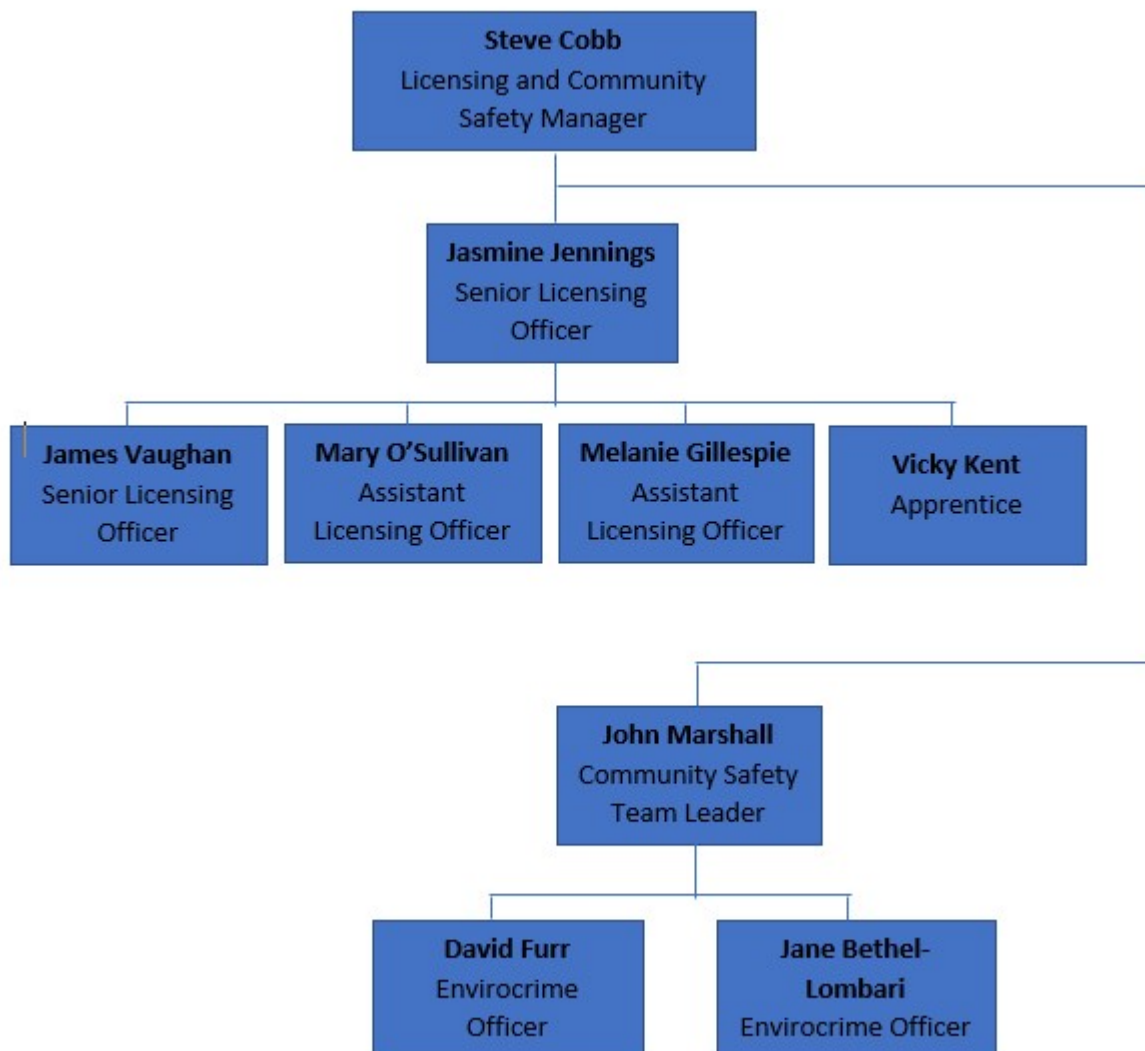 Steve Cobb
Licensing and Community
Safety Manager
Jasmine Jennings
Senior Licensing
Officer
James Vaughan
Senior Licensing
Officer
Mary O’Sullivan
Assistant
Licensing Officer
Melanie Gillespie
Assistant
Licensing Officer
Vicky Kent
Apprentice
John Marshall
Community Safety
Team Leader
David Furr
Envirocrime
Officer
Jane Bethel-
Lombari
Envirocrime Officer